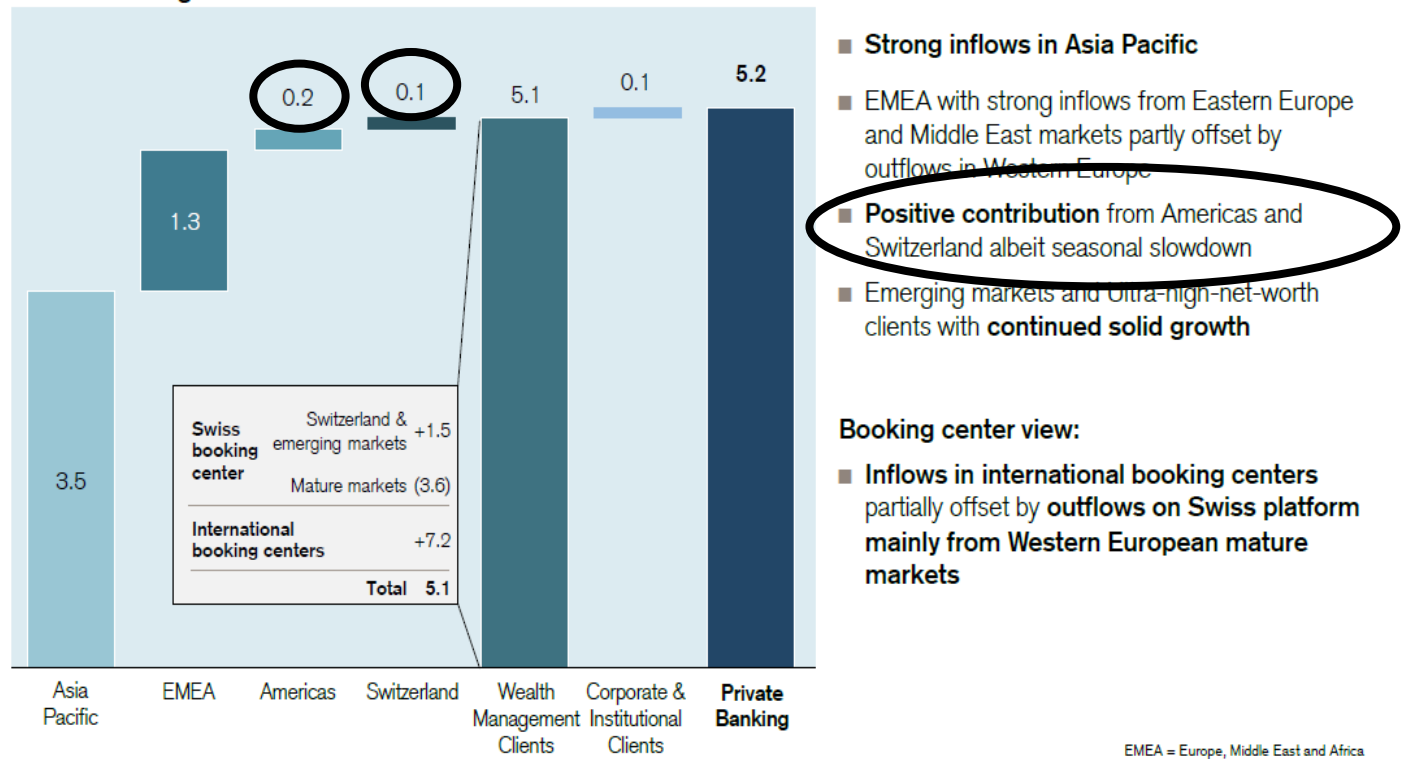 0.2
0.1
5.1
0.1
5.2
1.3
3.5
Swiss booking center
Switzerland & emerging markets +1.5
Mature markets (3.6)
International booking centers +7.2
Total 5.1
Asia Pacific
EMEA
Americas
Switzerland
Wealth Management Clients
Corporate & Institutional Clients
Private Banking
■ Strong inflows in Asia Pacific
■ EMEA with strong inflows from Eastern Europe
and Middle East markets partly offset by
outflows in Western Europe
■ Positive contribution from Americas and
Switzerland albeit seasonal slowdown
■ Emerging markets and Ultra-high-net-worth
clients with continued solid growth
Booking center view:
■ Inflows in international booking centers
partially offset by outflows on Swiss platform
mainly from Western European mature
markets
EMEA = Europe, Middle East and Africa